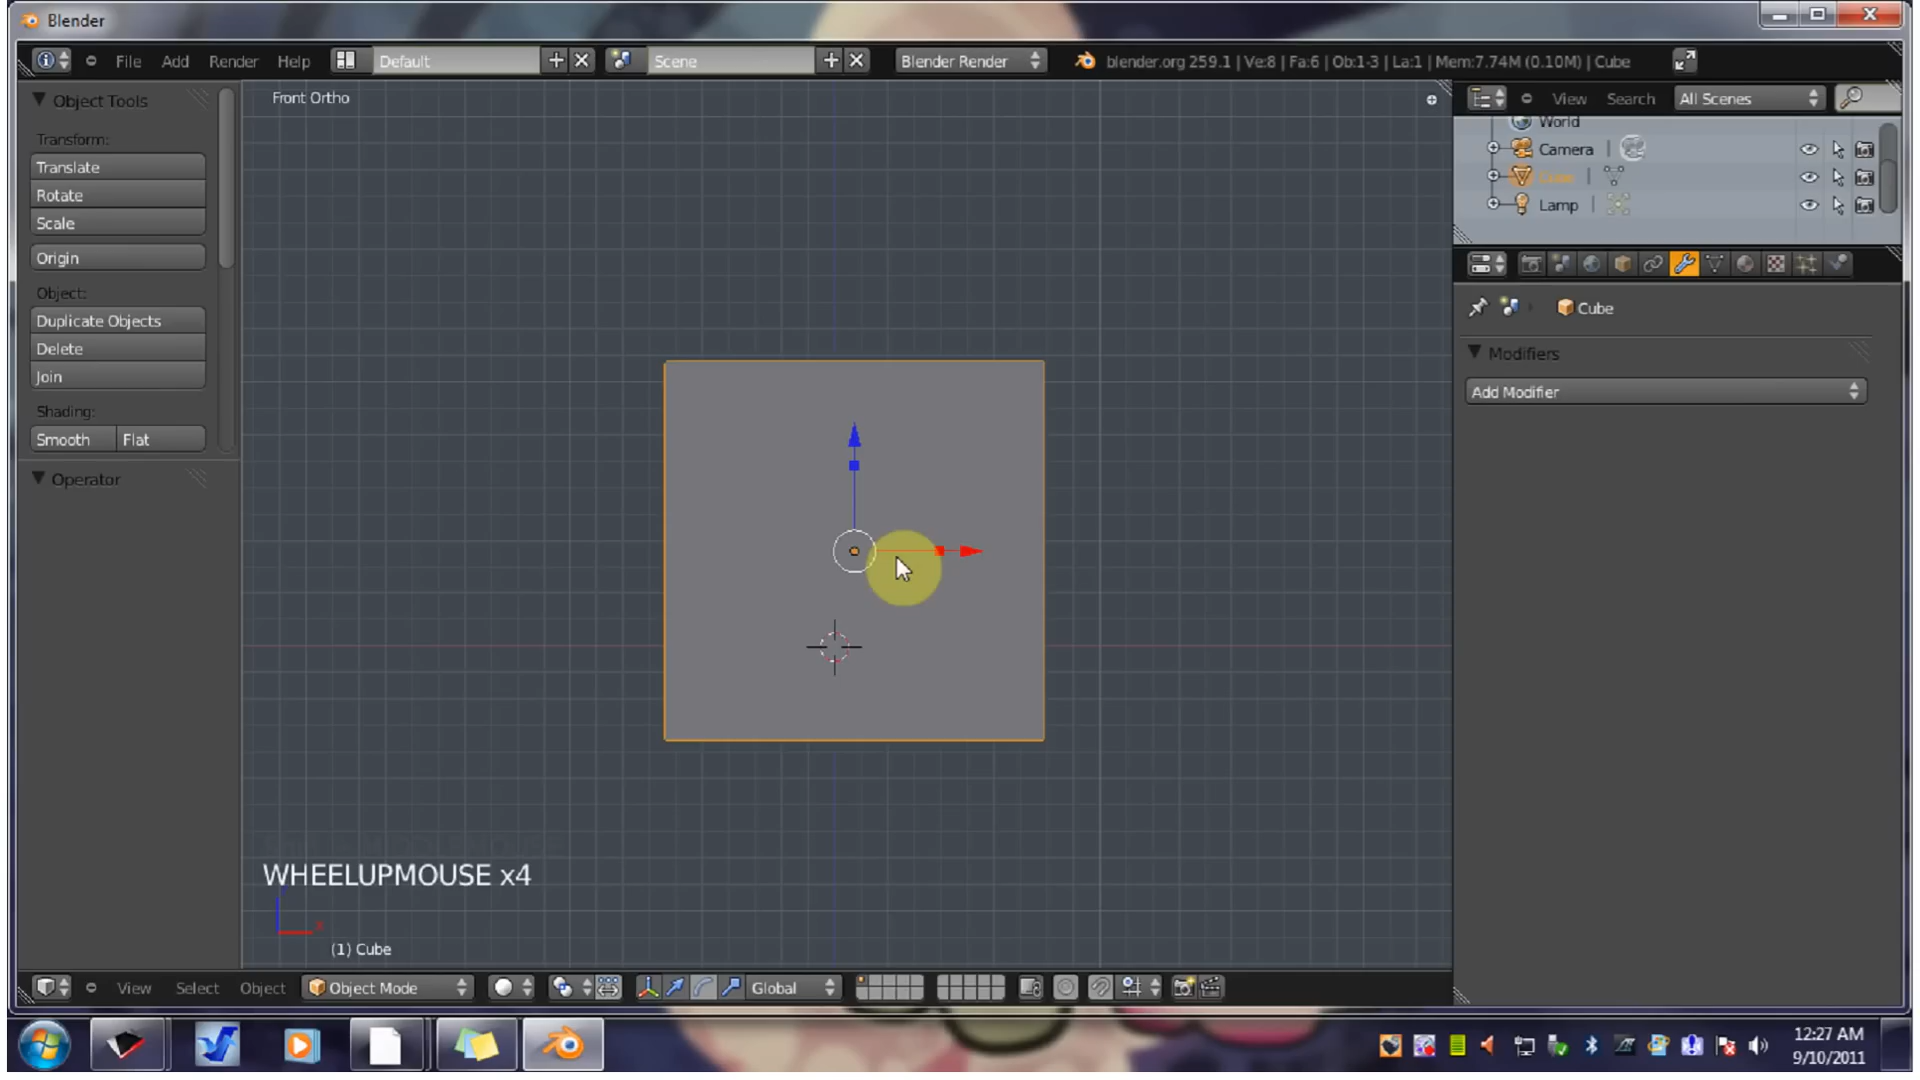 Blender
File Add Render Help Default Scene Blender Render blender.org 259.1 | Ve:8 | Fa:6 | Ob:1-3 | La:1 | Mem:7.74M (0.10M) | Cube
Object Tools
Front Ortho
View Search All Scenes
World
Camera
Cube
Lamp
Transform:
Translate
Rotate
Scale
Origin
Object:
Duplicate Objects
Delete
Join
Shading:
Smooth Flat
Operator
Cube
Modifiers
Add Modifier
WHEELUPMOUSE x4
x
(1) Cube
View Select Object Object Mode Global
12:27 AM
9/10/2011